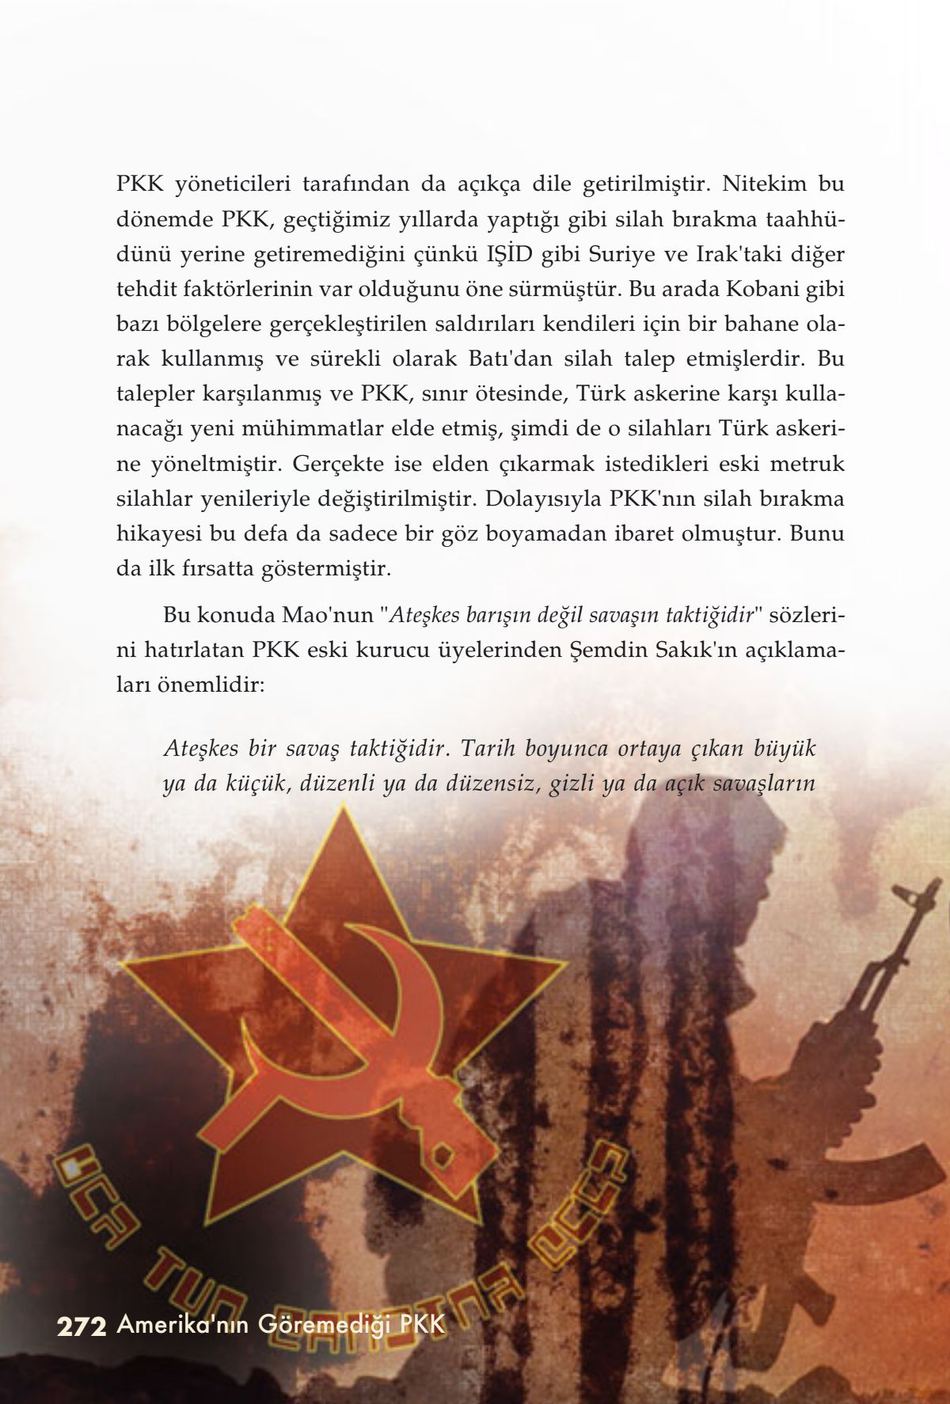 PKK yöneticileri tarafından da açıkça dile getirilmiştir. Nitekim bu
dönemde PKK, geçtiğimiz yıllarda yaptığı gibi silah bırakma taahhü-
dünü yerine getiremediğini çünkü IŞİD gibi Suriye ve Irak'taki diğer
tehdit faktörlerinin var olduğunu öne sürmüştür. Bu arada Kobani gibi
bazı bölgelere gerçekleştirilen saldırıları kendileri için bir bahane ola-
rak kullanmış ve sürekli olarak Batı'dan silah talep etmişlerdir. Bu
talepler karşılanmış ve PKK, sınır ötesinde, Türk askerine karşı kulla-
nacağı yeni mühimmatlar elde etmiş, şimdi de o silahları Türk askeri-
ne yöneltmiştir. Gerçekte ise elden çıkarmak istedikleri eski metruk
silahlar yenileriyle değiştirilmiştir. Dolayısıyla PKK'nın silah bırakma
hikayesi bu defa da sadece bir göz boyamadan ibaret olmuştur. Bunu
da ilk fırsatta göstermiştir.
Bu konuda Mao'nun "Ateşkes barışın değil savaşın taktiğidir" sözleri-
ni hatırlatan PKK eski kurucu üyelerinden Şemdin Sakık'ın açıklama-
ları önemlidir:
Ateşkes bir savaş taktiğidir. Tarih boyunca ortaya çıkan büyük
ya da küçük, düzenli ya da düzensiz, gizli ya da açık savaşların
272 Amerika'nın Göremediği PKK